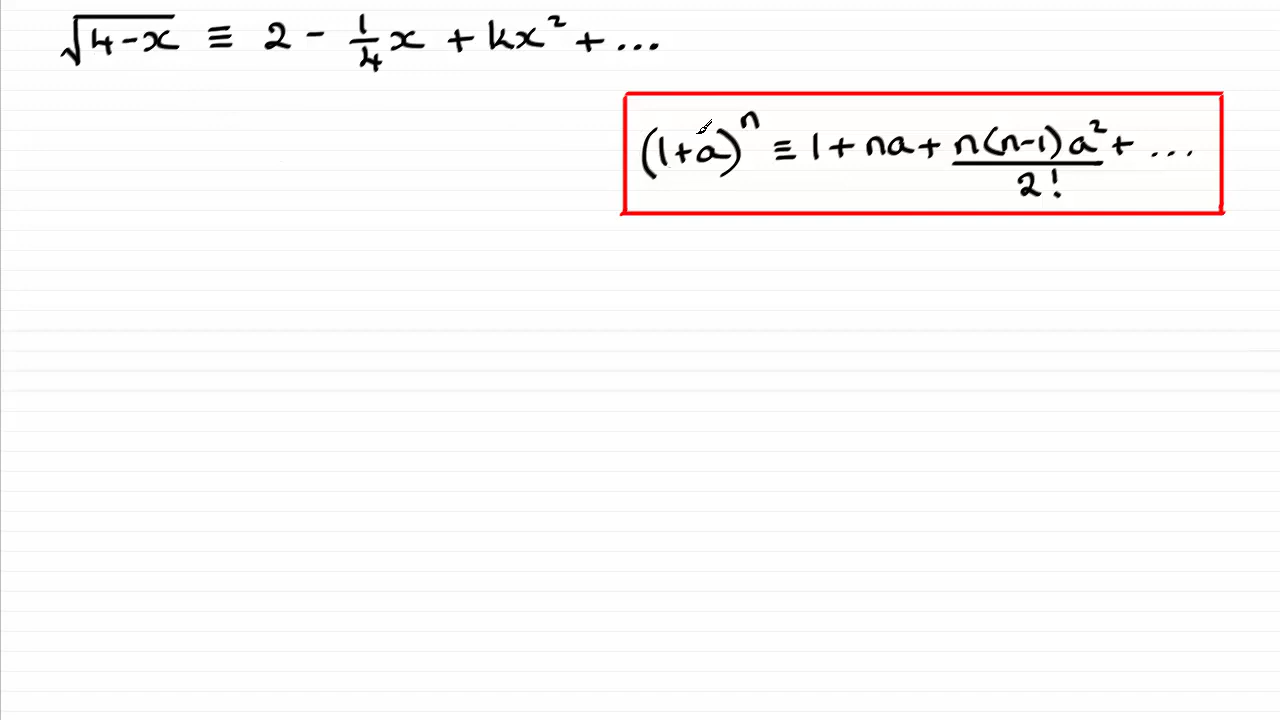 √(4-x) ≡ 2 - 1/4 x + kx² + ...
(1+a)ⁿ ≡ 1 + na + n(n-1)a²/2! + ...